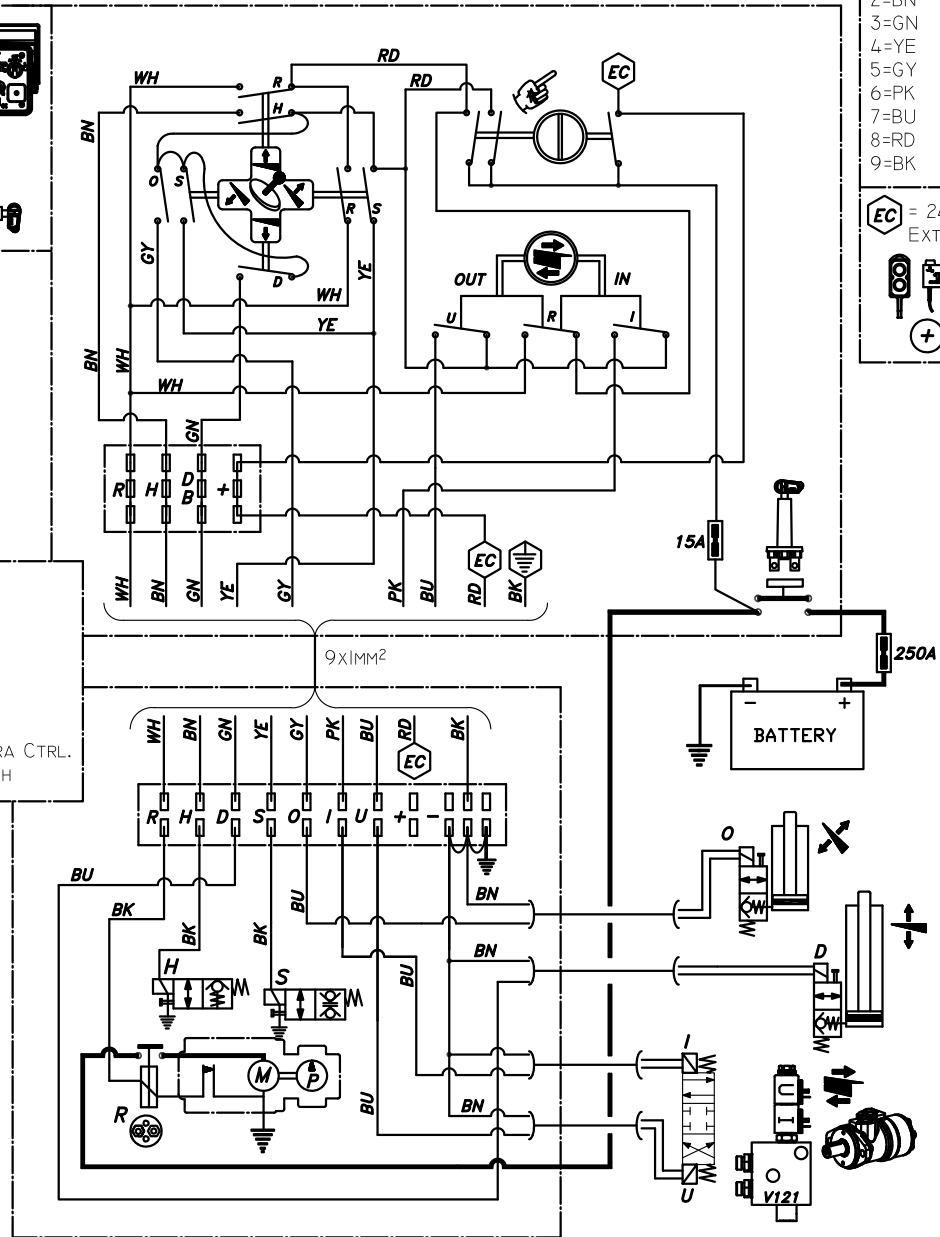 2=BN
3=GN
4=YE
5=GY
6=PK
7=BU
8=RD
9=BK
EC = 24
EXT
+
RD
WH R RD EC
BN H
O S
R S
GY D YE
WH
YE
OUT IN
U R I
BN WH
WH
GN
R H D B +
15A
EC
WH BN GN YE GY PK BU RD BK
250A
9X1MM²
- +
BATTERY
RA CTRL.
H
WH BN GN YE GY PK BU RD BK
EC
R H D S O I U + -
O
BU
BK BU BN
BK BK
BN D
H S BU
I
M P
R BU BN
U I
U V121